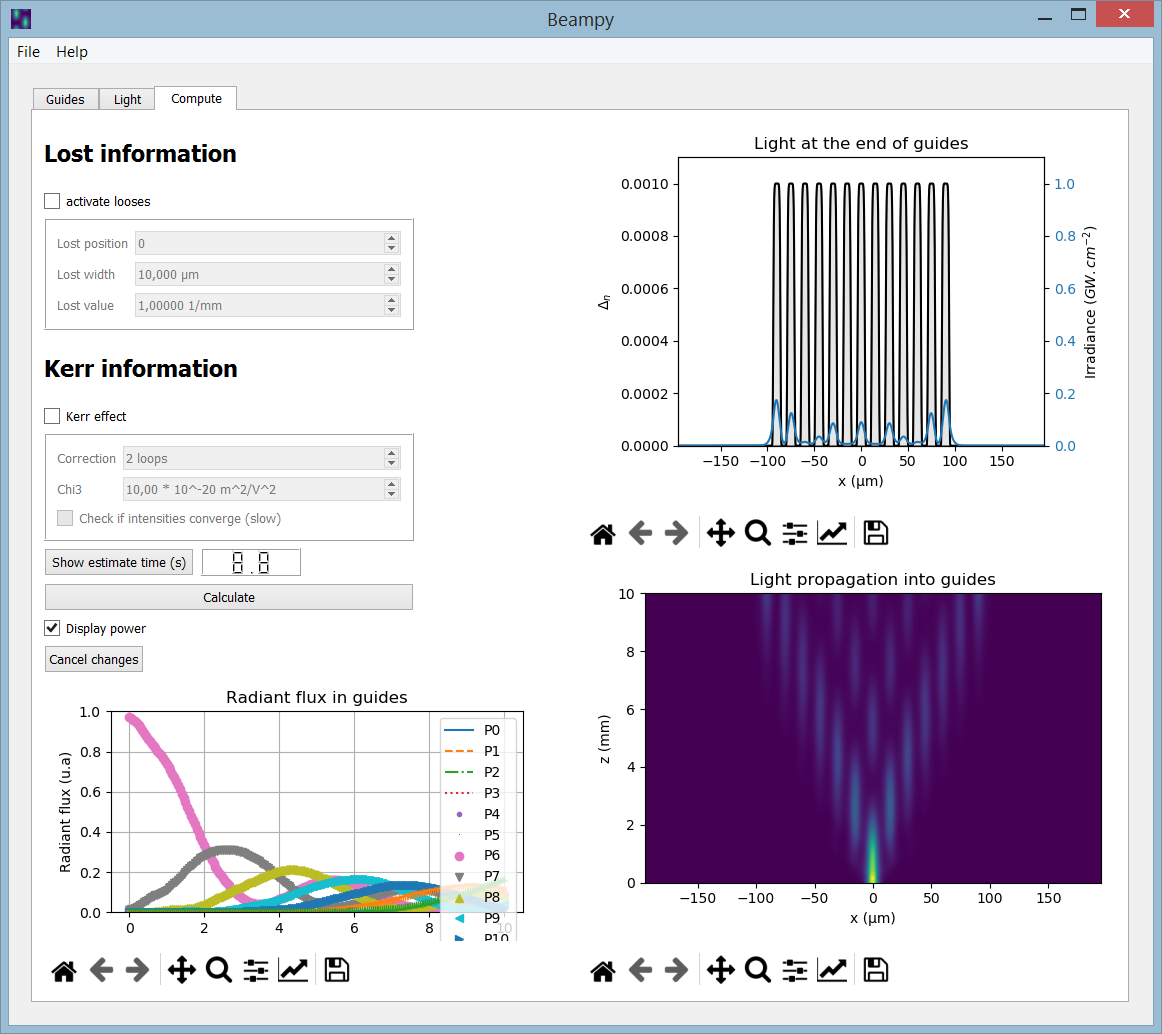 Beampy
File Help
Guides Light Compute
Lost information
activate looses
Lost position 0
Lost width 10,000 µm
Lost value 1,00000 1/mm
Kerr information
Kerr effect
Correction 2 loops
Chi3 10,00 * 10^-20 m^2/V^2
Check if intensities converge (slow)
Show estimate time (s) 0.0
Calculate
Display power
Cancel changes
Radiant flux in guides
1.0
0.8
0.6
0.4
0.2
0.0
Radiant flux (u.a)
0 2 4 6 8 10
P0
P1
P2
P3
P4
P5
P6
P7
P8
P9
P10
Light at the end of guides
0.0010
0.0008
0.0006
0.0004
0.0002
0.0000
Δn
1.0
0.8
0.6
0.4
0.2
0.0
Irradiance (GW.cm⁻²)
−150 −100 −50 0 50 100 150
x (µm)
Light propagation into guides
10
8
6
4
2
0
z (mm)
−150 −100 −50 0 50 100 150
x (µm)